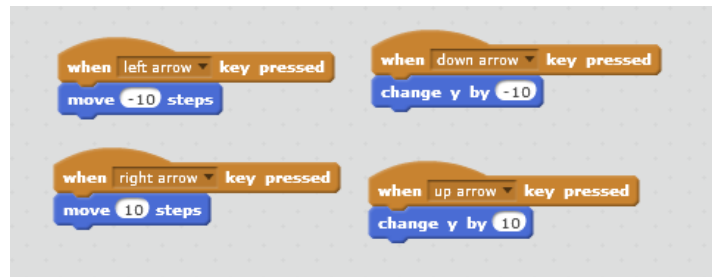 when left arrow key pressed
move -10 steps
when down arrow key pressed
change y by -10
when right arrow key pressed
move 10 steps
when up arrow key pressed
change y by 10